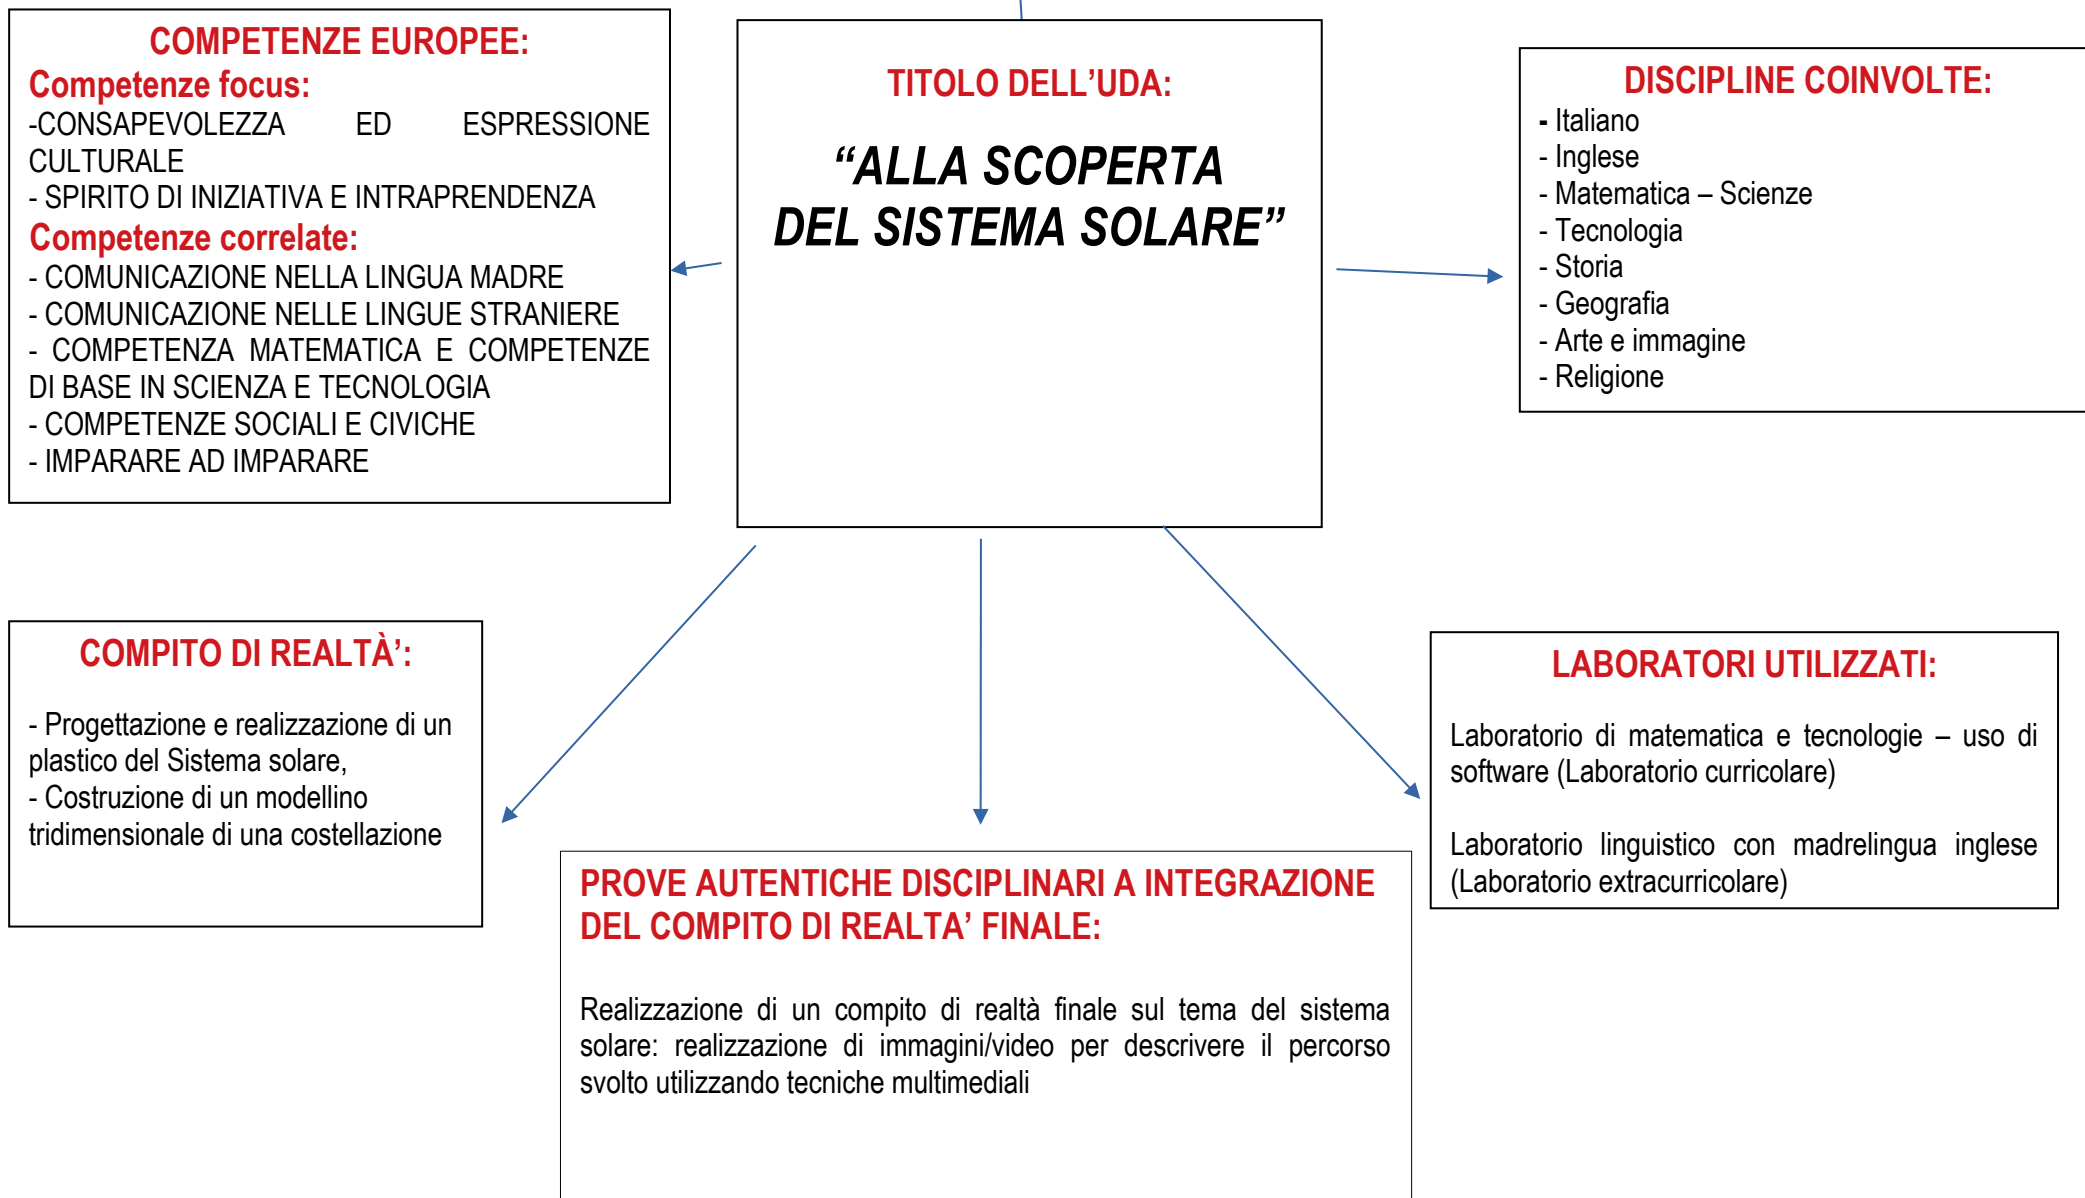 COMPETENZE EUROPEE:
Competenze focus:
-CONSAPEVOLEZZA ED ESPRESSIONE
CULTURALE
- SPIRITO DI INIZIATIVA E INTRAPRENDENZA
Competenze correlate:
- COMUNICAZIONE NELLA LINGUA MADRE
- COMUNICAZIONE NELLE LINGUE STRANIERE
- COMPETENZA MATEMATICA E COMPETENZE
DI BASE IN SCIENZA E TECNOLOGIA
- COMPETENZE SOCIALI E CIVICHE
- IMPARARE AD IMPARARE
TITOLO DELL’UDA:
“ALLA SCOPERTA
DEL SISTEMA SOLARE”
DISCIPLINE COINVOLTE:
- Italiano
- Inglese
- Matematica – Scienze
- Tecnologia
- Storia
- Geografia
- Arte e immagine
- Religione
COMPITO DI REALTÀ’:
- Progettazione e realizzazione di un
plastico del Sistema solare,
- Costruzione di un modellino
tridimensionale di una costellazione
PROVE AUTENTICHE DISCIPLINARI A INTEGRAZIONE
DEL COMPITO DI REALTA’ FINALE:
Realizzazione di un compito di realtà finale sul tema del sistema
solare: realizzazione di immagini/video per descrivere il percorso
svolto utilizzando tecniche multimediali
LABORATORI UTILIZZATI:
Laboratorio di matematica e tecnologie – uso di
software (Laboratorio curricolare)
Laboratorio linguistico con madrelingua inglese
(Laboratorio extracurricolare)